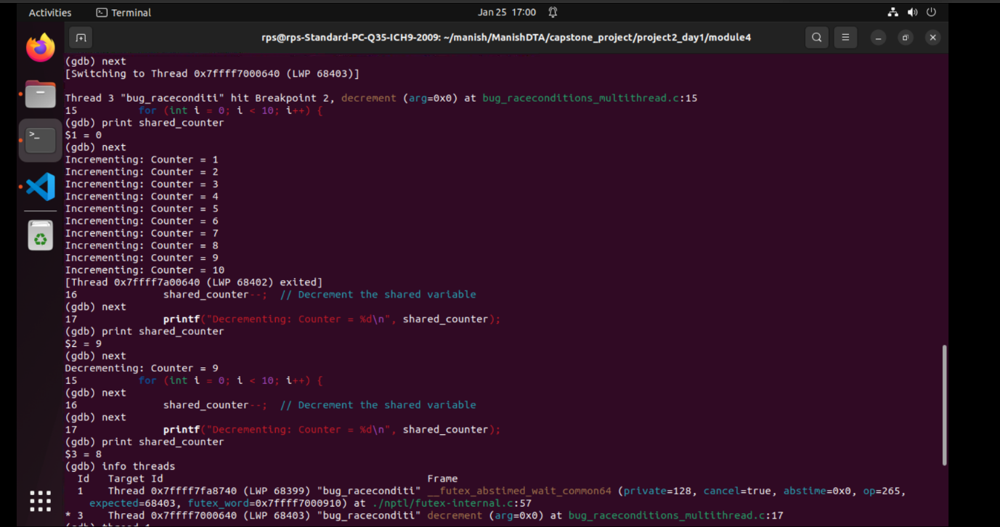 Activities Terminal Jan 25 17:00
rps@rps-Standard-PC-Q35-ICH9-2009: ~/manish/ManishDTA/capstone_project/project2_day1/module4
(gdb) next
[Switching to Thread 0x7ffff7000640 (LWP 68403)]
Thread 3 "bug_raceconditi" hit Breakpoint 2, decrement (arg=0x0) at bug_raceconditions_multithread.c:15
15 for (int i = 0; i < 10; i++) {
(gdb) print shared_counter
$1 = 0
(gdb) next
Incrementing: Counter = 1
Incrementing: Counter = 2
Incrementing: Counter = 3
Incrementing: Counter = 4
Incrementing: Counter = 5
Incrementing: Counter = 6
Incrementing: Counter = 7
Incrementing: Counter = 8
Incrementing: Counter = 9
Incrementing: Counter = 10
[Thread 0x7ffff7a00640 (LWP 68402) exited]
16 shared_counter--; // Decrement the shared variable
(gdb) next
17 printf("Decrementing: Counter = %d\n", shared_counter);
(gdb) print shared_counter
$2 = 9
(gdb) next
Decrementing: Counter = 9
15 for (int i = 0; i < 10; i++) {
(gdb) next
16 shared_counter--; // Decrement the shared variable
(gdb) next
17 printf("Decrementing: Counter = %d\n", shared_counter);
(gdb) print shared_counter
$3 = 8
(gdb) info threads
Id Target Id Frame
1 Thread 0x7ffff7fa8740 (LWP 68399) "bug_raceconditi" __futex_abstimed_wait_common64 (private=128, cancel=true, abstime=0x0, op=265,
expected=68403, futex_word=0x7ffff7000910) at ./nptl/futex-internal.c:57
* 3 Thread 0x7ffff7000640 (LWP 68403) "bug_raceconditi" decrement (arg=0x0) at bug_raceconditions_multithread.c:17
(gdb) thread 1